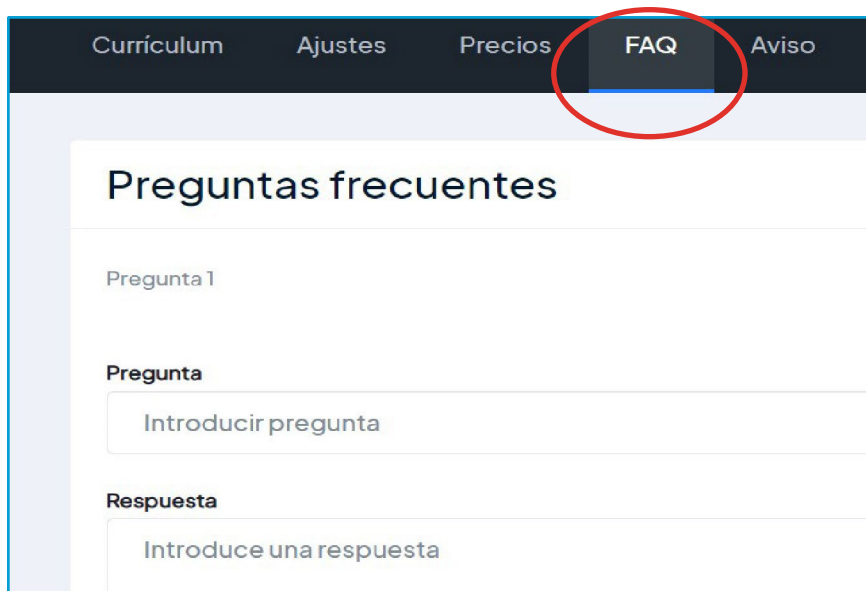 Currículum Ajustes Precios FAQ Aviso
Preguntas frecuentes
Pregunta 1
Pregunta
Introducir pregunta
Respuesta
Introduce una respuesta